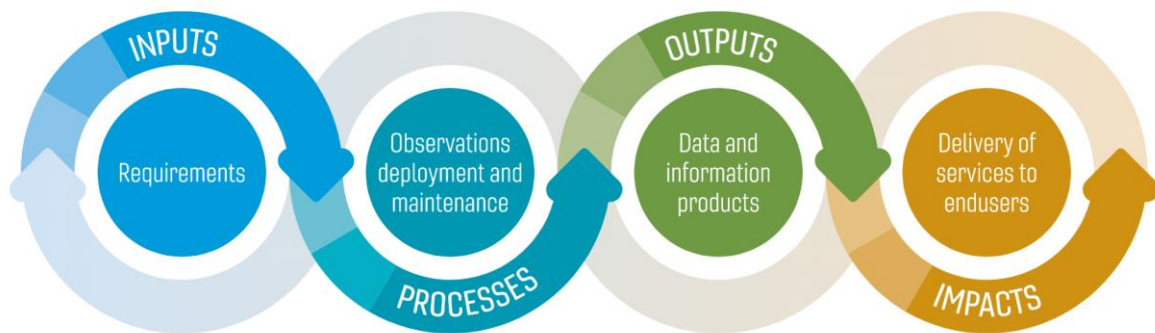 INPUTS
Requirements
Observations
deployment and
maintenance
PROCESSES
OUTPUTS
Data and
information
products
Delivery of
services to
endusers
IMPACTS